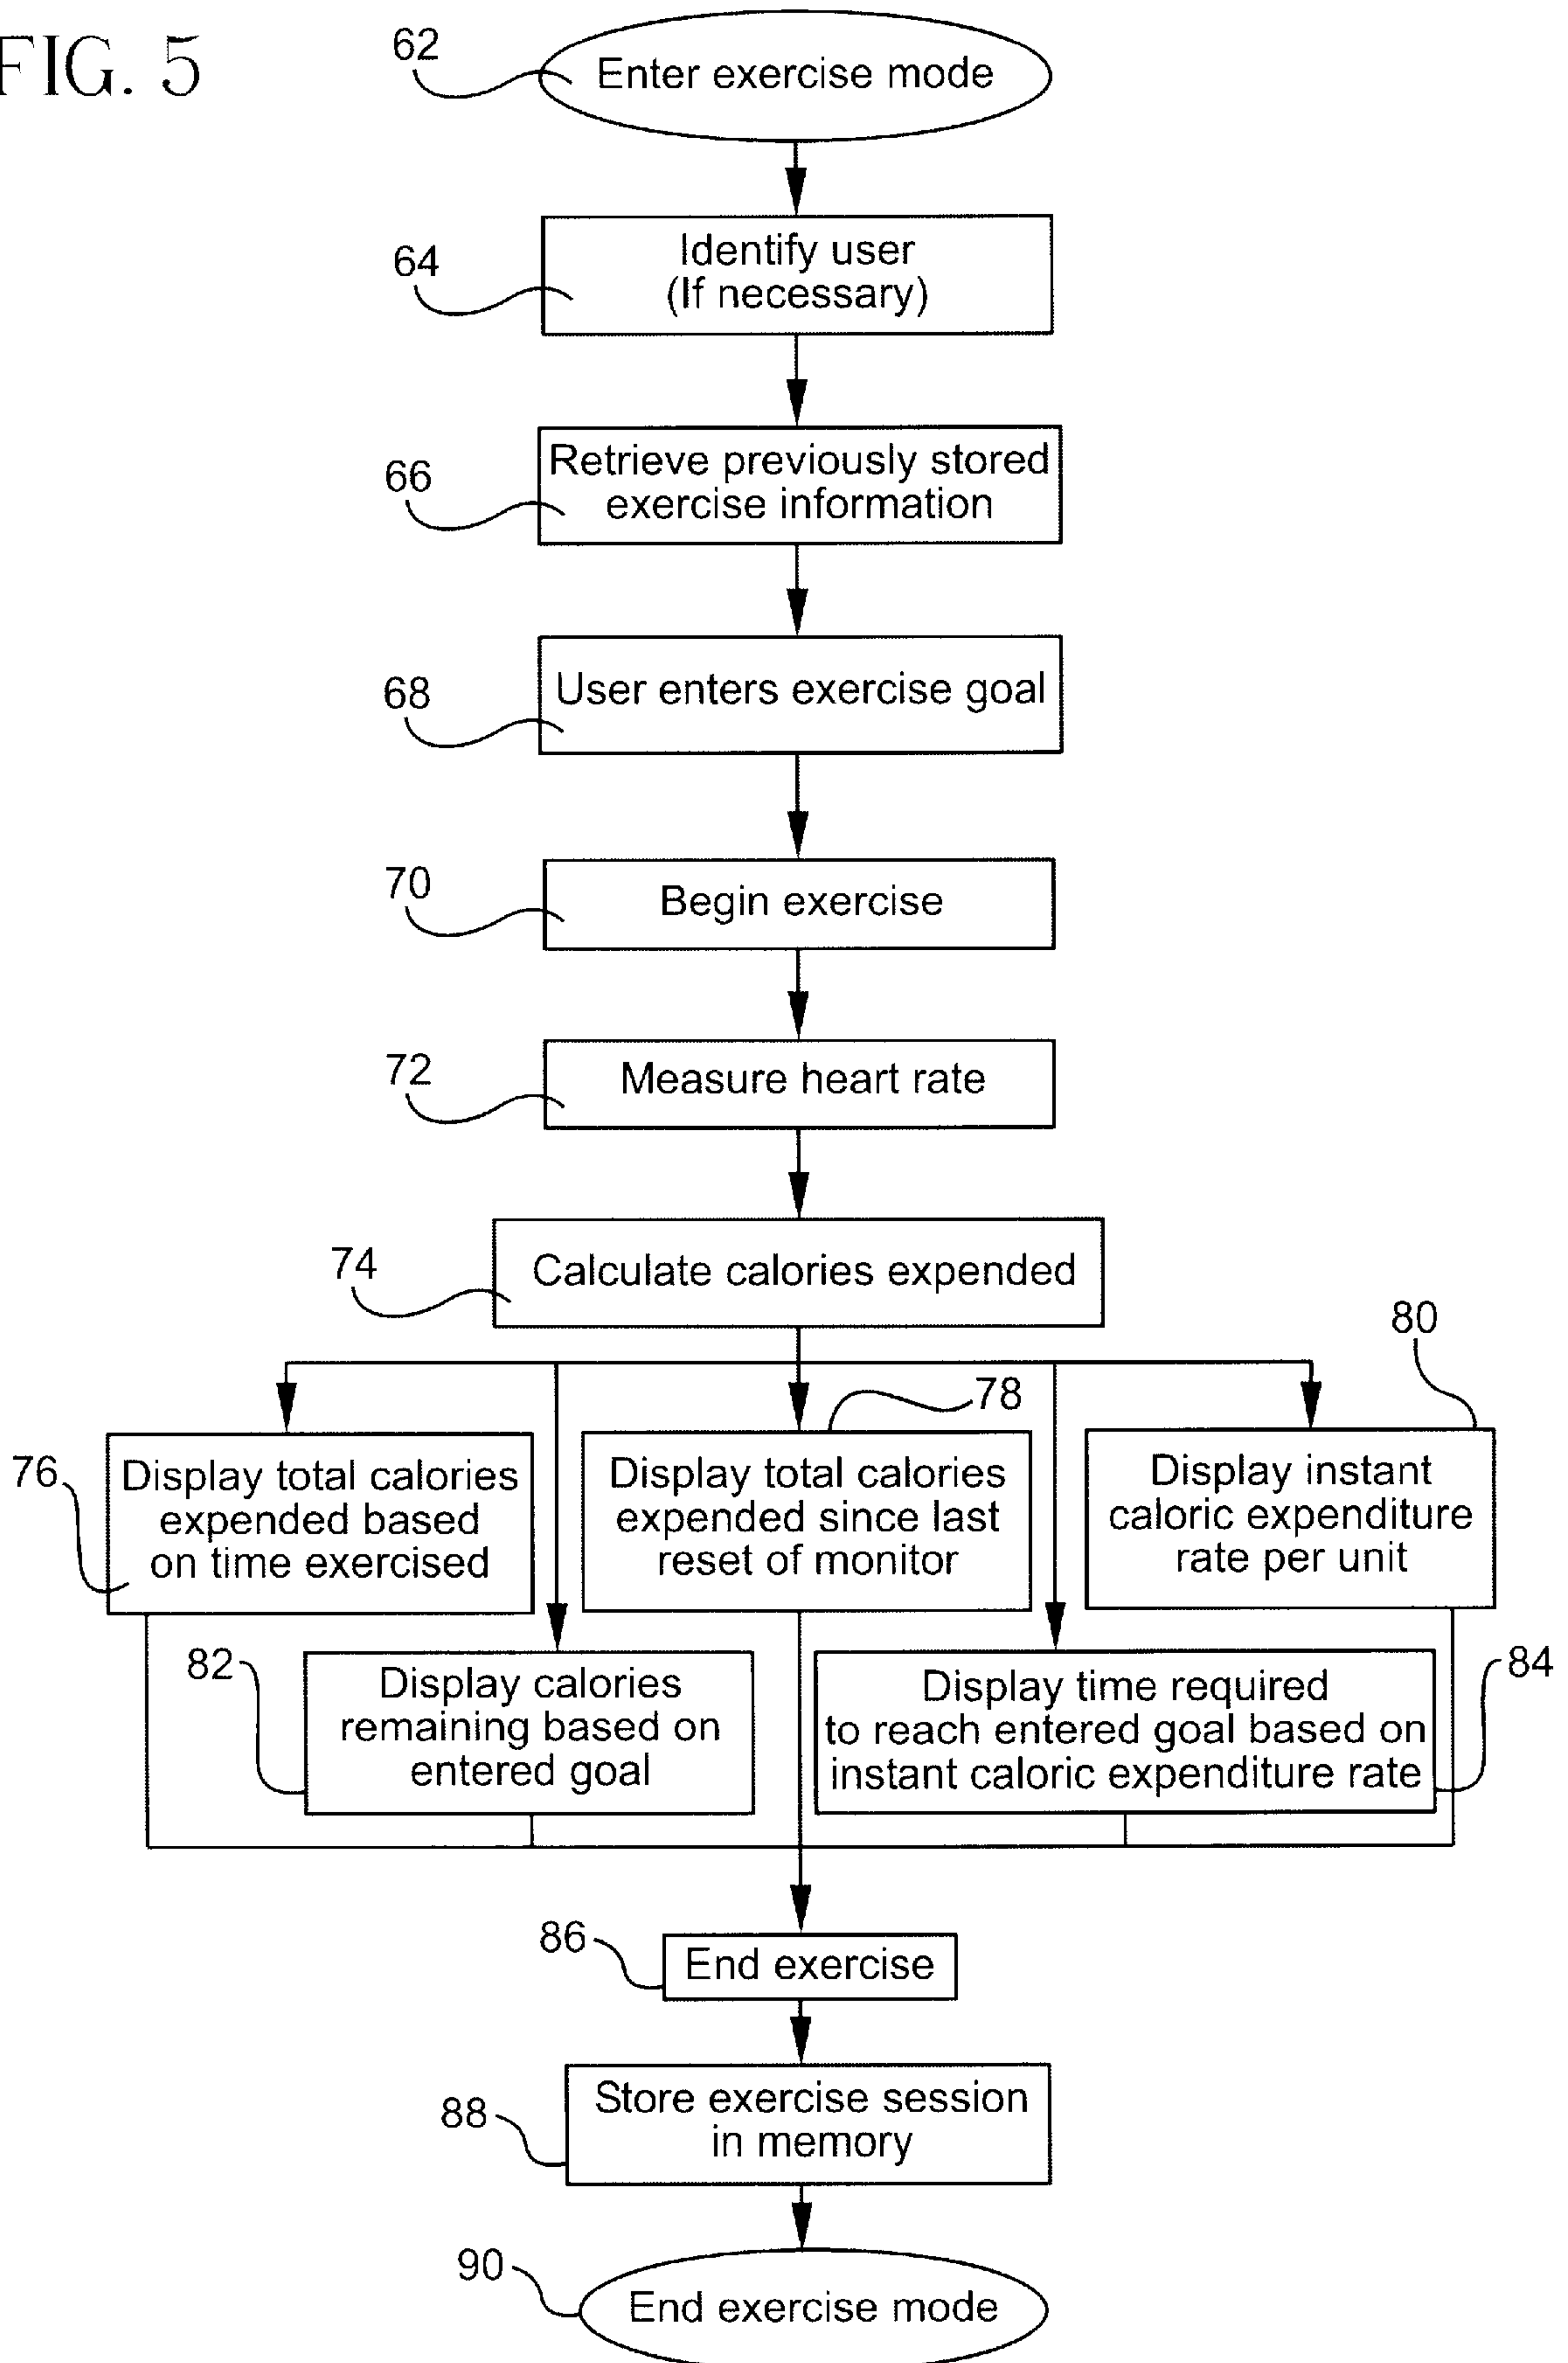 FIG. 5
62
Enter exercise mode
64
Identify user
(If necessary)
66
Retrieve previously stored
exercise information
68
User enters exercise goal
70
Begin exercise
72
Measure heart rate
74
Calculate calories expended
80
78
76
Display total calories
expended based
on time exercised
Display total calories
expended since last
reset of monitor
Display instant
caloric expenditure
rate per unit
82
Display calories
remaining based on
entered goal
Display time required
to reach entered goal based on
instant caloric expenditure rate
84
86
End exercise
88
Store exercise session
in memory
90
End exercise mode